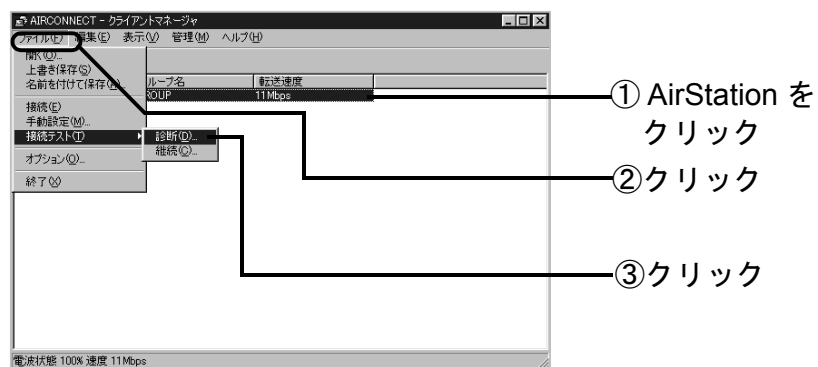 AIRCONNECT - クライアントマネージャ
ファイル(F) 編集(E) 表示(V) 管理(M) ヘルプ(H)
開く(O)...
上書き保存(S)
名前を付けて保存
接続(E)
手動設定(M)...
接続テスト(T)
オプション(O)...
終了(X)
診断(D)...
継続(C)...
ループ名 転送速度
ROUP 11Mbps
電波状態 100% 速度 11Mbps
① AirStation を
クリック
②クリック
③クリック